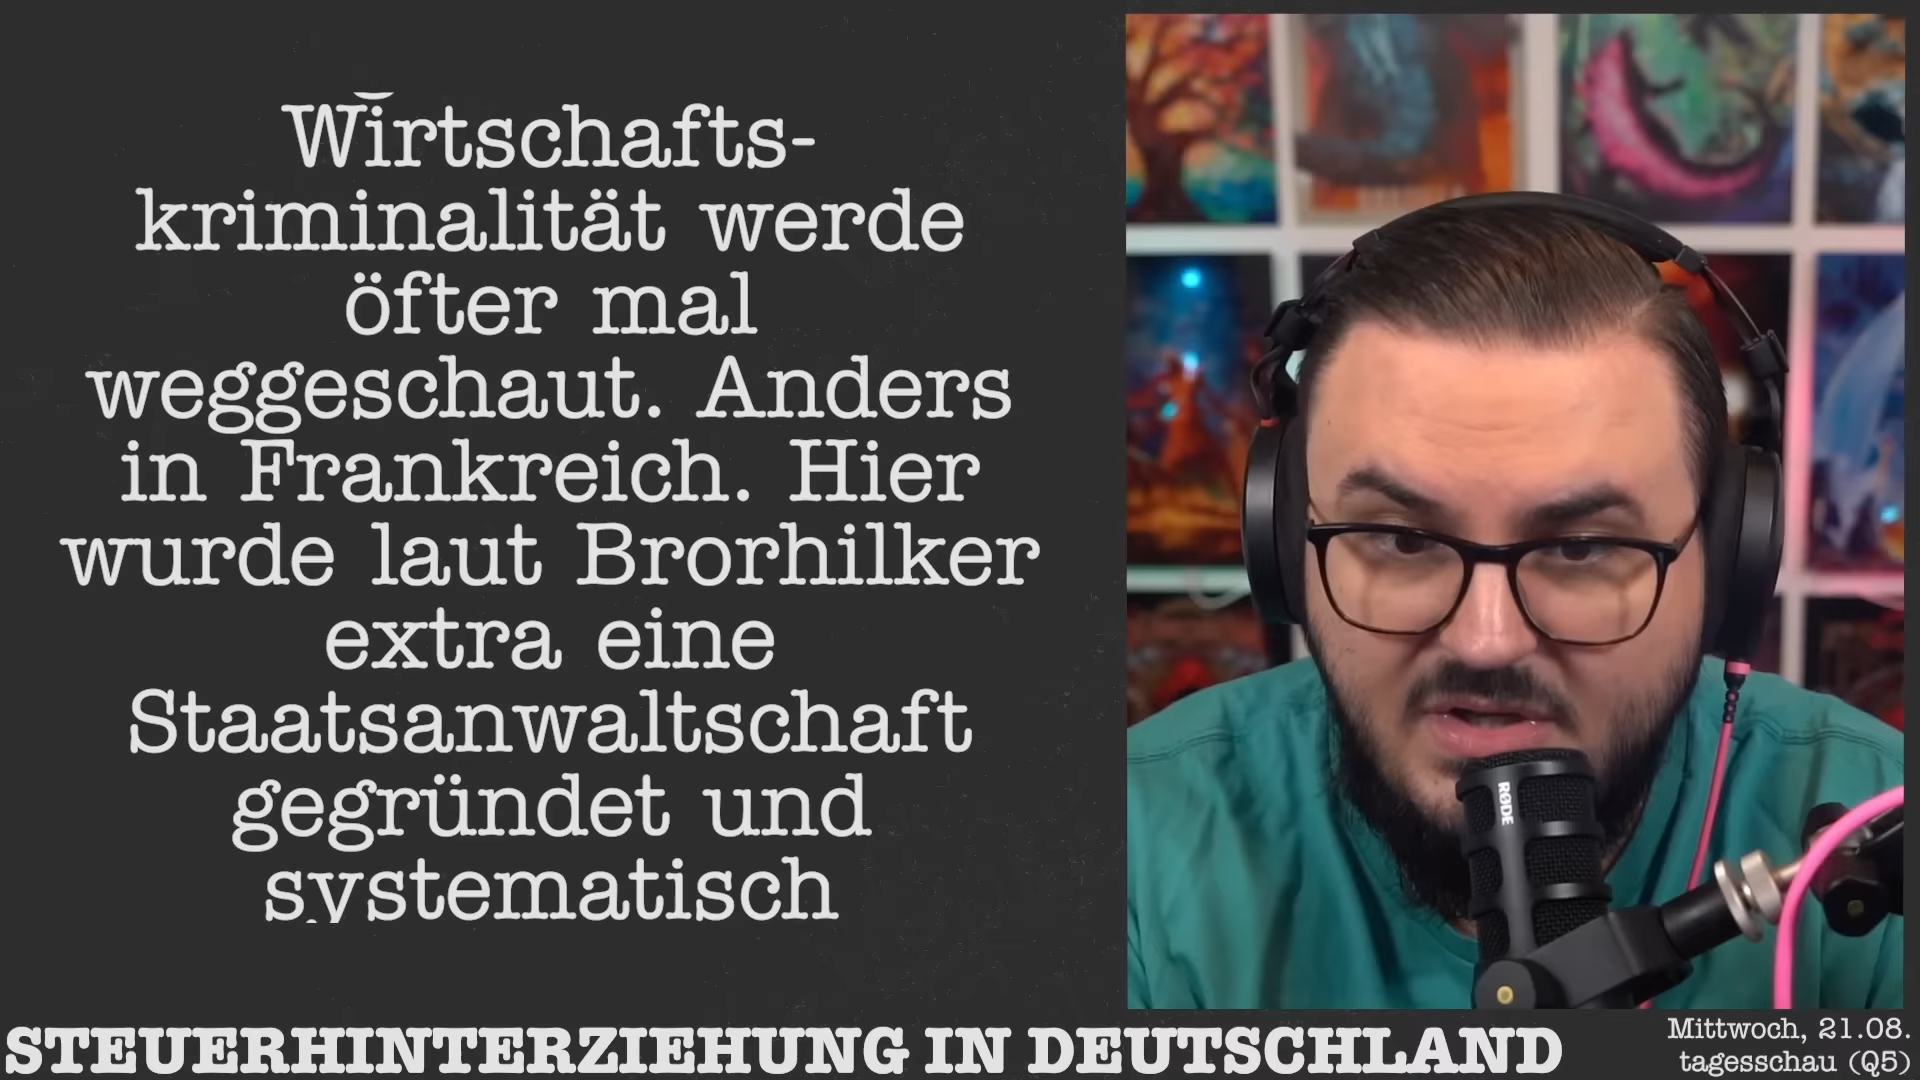 Wirtschafts-
kriminalität werde
öfter mal
weggeschaut. Anders
in Frankreich. Hier
wurde laut Brorhilker
extra eine
Staatsanwaltschaft
gegründet und
systematisch
RØDE
STEUERHINTERZIEHUNG IN DEUTSCHLAND
Mittwoch, 21.08.
tagesschau (Q5)